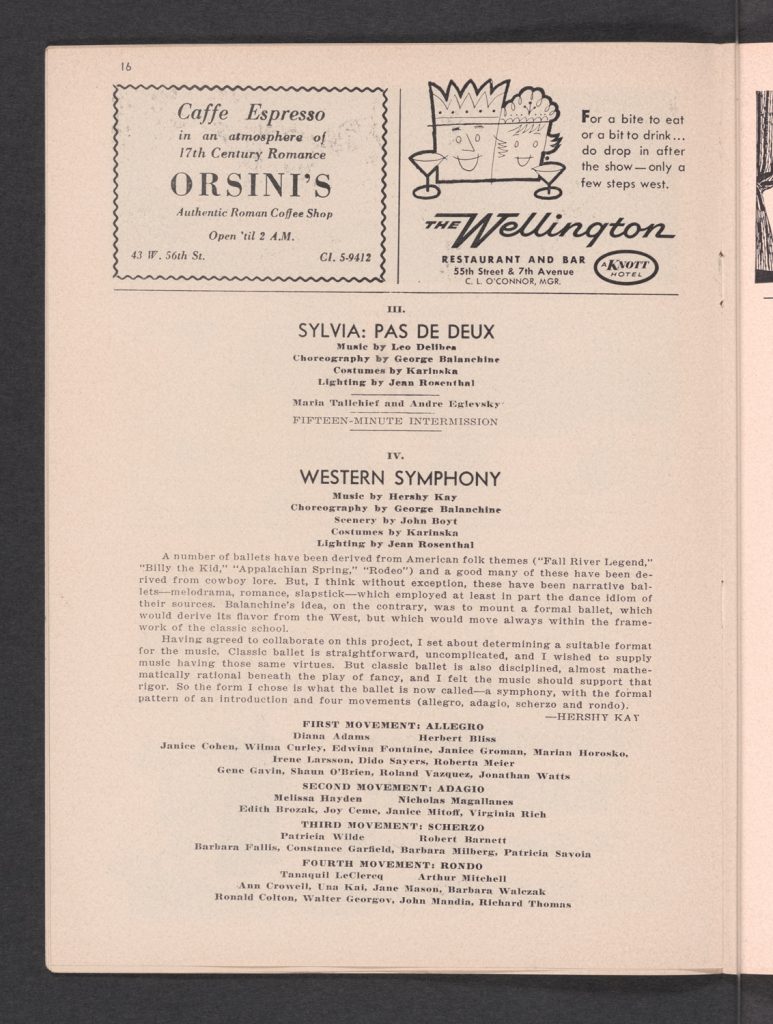 16
Caffe Espresso
in an atmosphere of
17th Century Romance
ORSINI'S
Authentic Roman Coffee Shop
Open 'til 2 A.M.
43 W. 56th St. CI. 5-9412
For a bite to eat
or a bit to drink...
do drop in after
the show—only a
few steps west.
THE Wellington
RESTAURANT AND BAR
55th Street & 7th Avenue
C. L. O'CONNOR, MGR.
A KNOTT
HOTEL
III.
SYLVIA: PAS DE DEUX
Music by Leo Delibes
Choreography by George Balanchine
Costumes by Karinska
Lighting by Jean Rosenthal
Maria Tallchief and Andre Eglevsky
FIFTEEN-MINUTE INTERMISSION
IV.
WESTERN SYMPHONY
Music by Hershy Kay
Choreography by George Balanchine
Scenery by John Boyt
Costumes by Karinska
Lighting by Jean Rosenthal
A number of ballets have been derived from American folk themes ("Fall River Legend,"
"Billy the Kid," "Appalachian Spring," "Rodeo") and a good many of these have been de-
rived from cowboy lore. But, I think without exception, these have been narrative bal-
lets—melodrama, romance, slapstick—which employed at least in part the dance idiom of
their sources. Balanchine's idea, on the contrary, was to mount a formal ballet, which
would derive its flavor from the West, but which would move always within the frame-
work of the classic school.
Having agreed to collaborate on this project, I set about determining a suitable format
for the music. Classic ballet is straightforward, uncomplicated, and I wished to supply
music having those same virtues. But classic ballet is also disciplined, almost mathe-
matically rational beneath the play of fancy, and I felt the music should support that
rigor. So the form I chose is what the ballet is now called—a symphony, with the formal
pattern of an introduction and four movements (allegro, adagio, scherzo and rondo).
—HERSHY KAY
FIRST MOVEMENT: ALLEGRO
Diana Adams Herbert Bliss
Janice Cohen, Wilma Curley, Edwina Fontaine, Janice Groman, Marian Horosko,
Irene Larsson, Dido Sayers, Roberta Meier
Gene Gavin, Shaun O'Brien, Roland Vazquez, Jonathan Watts
SECOND MOVEMENT: ADAGIO
Melissa Hayden Nicholas Magallanes
Edith Brozak, Joy Ceme, Janice Mitoff, Virginia Rich
THIRD MOVEMENT: SCHERZO
Patricia Wilde Robert Barnett
Barbara Fallis, Constance Garfield, Barbara Milberg, Patricia Savoia
FOURTH MOVEMENT: RONDO
Tanaquil LeClercq Arthur Mitchell
Ann Crowell, Una Kai, Jane Mason, Barbara Walczak
Ronald Colton, Walter Georgov, John Mandia, Richard Thomas